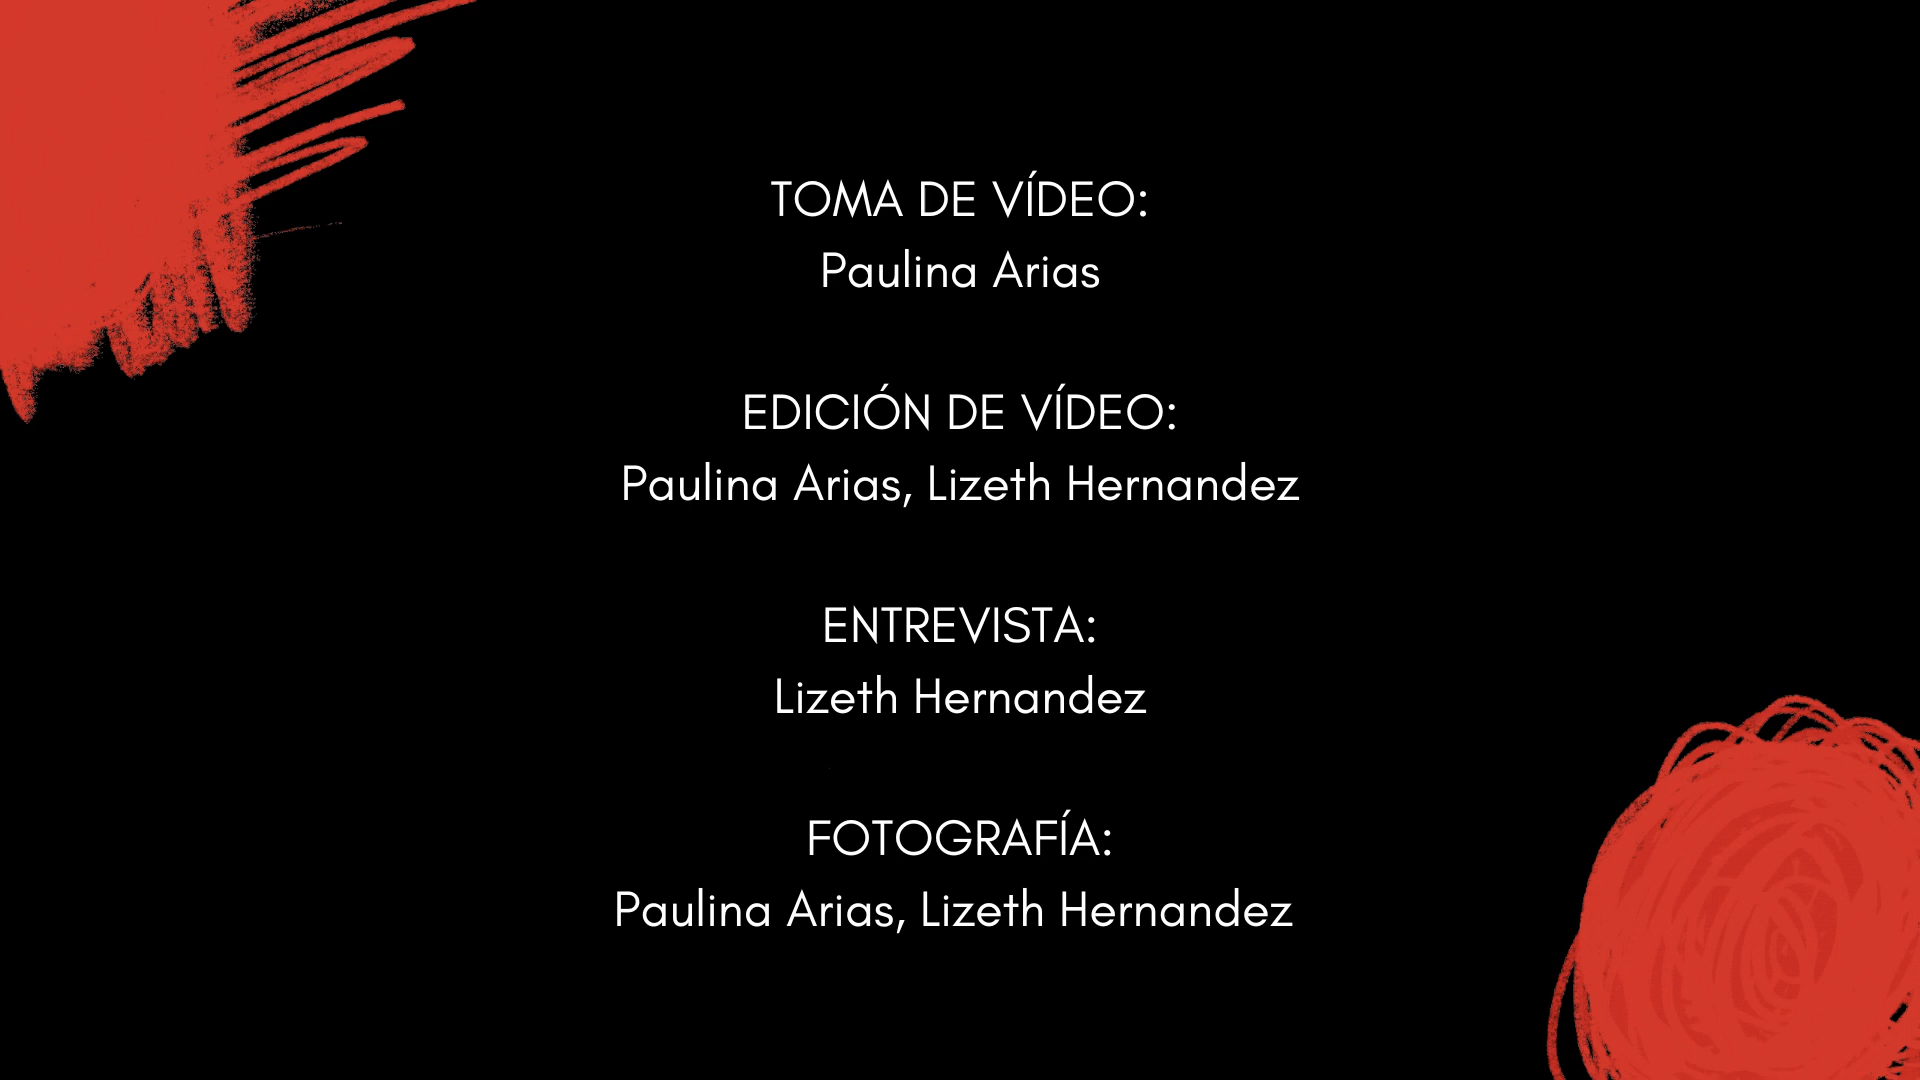 TOMA DE VÍDEO:
Paulina Arias
EDICIÓN DE VÍDEO:
Paulina Arias, Lizeth Hernandez
ENTREVISTA:
Lizeth Hernandez
FOTOGRAFÍA:
Paulina Arias, Lizeth Hernandez